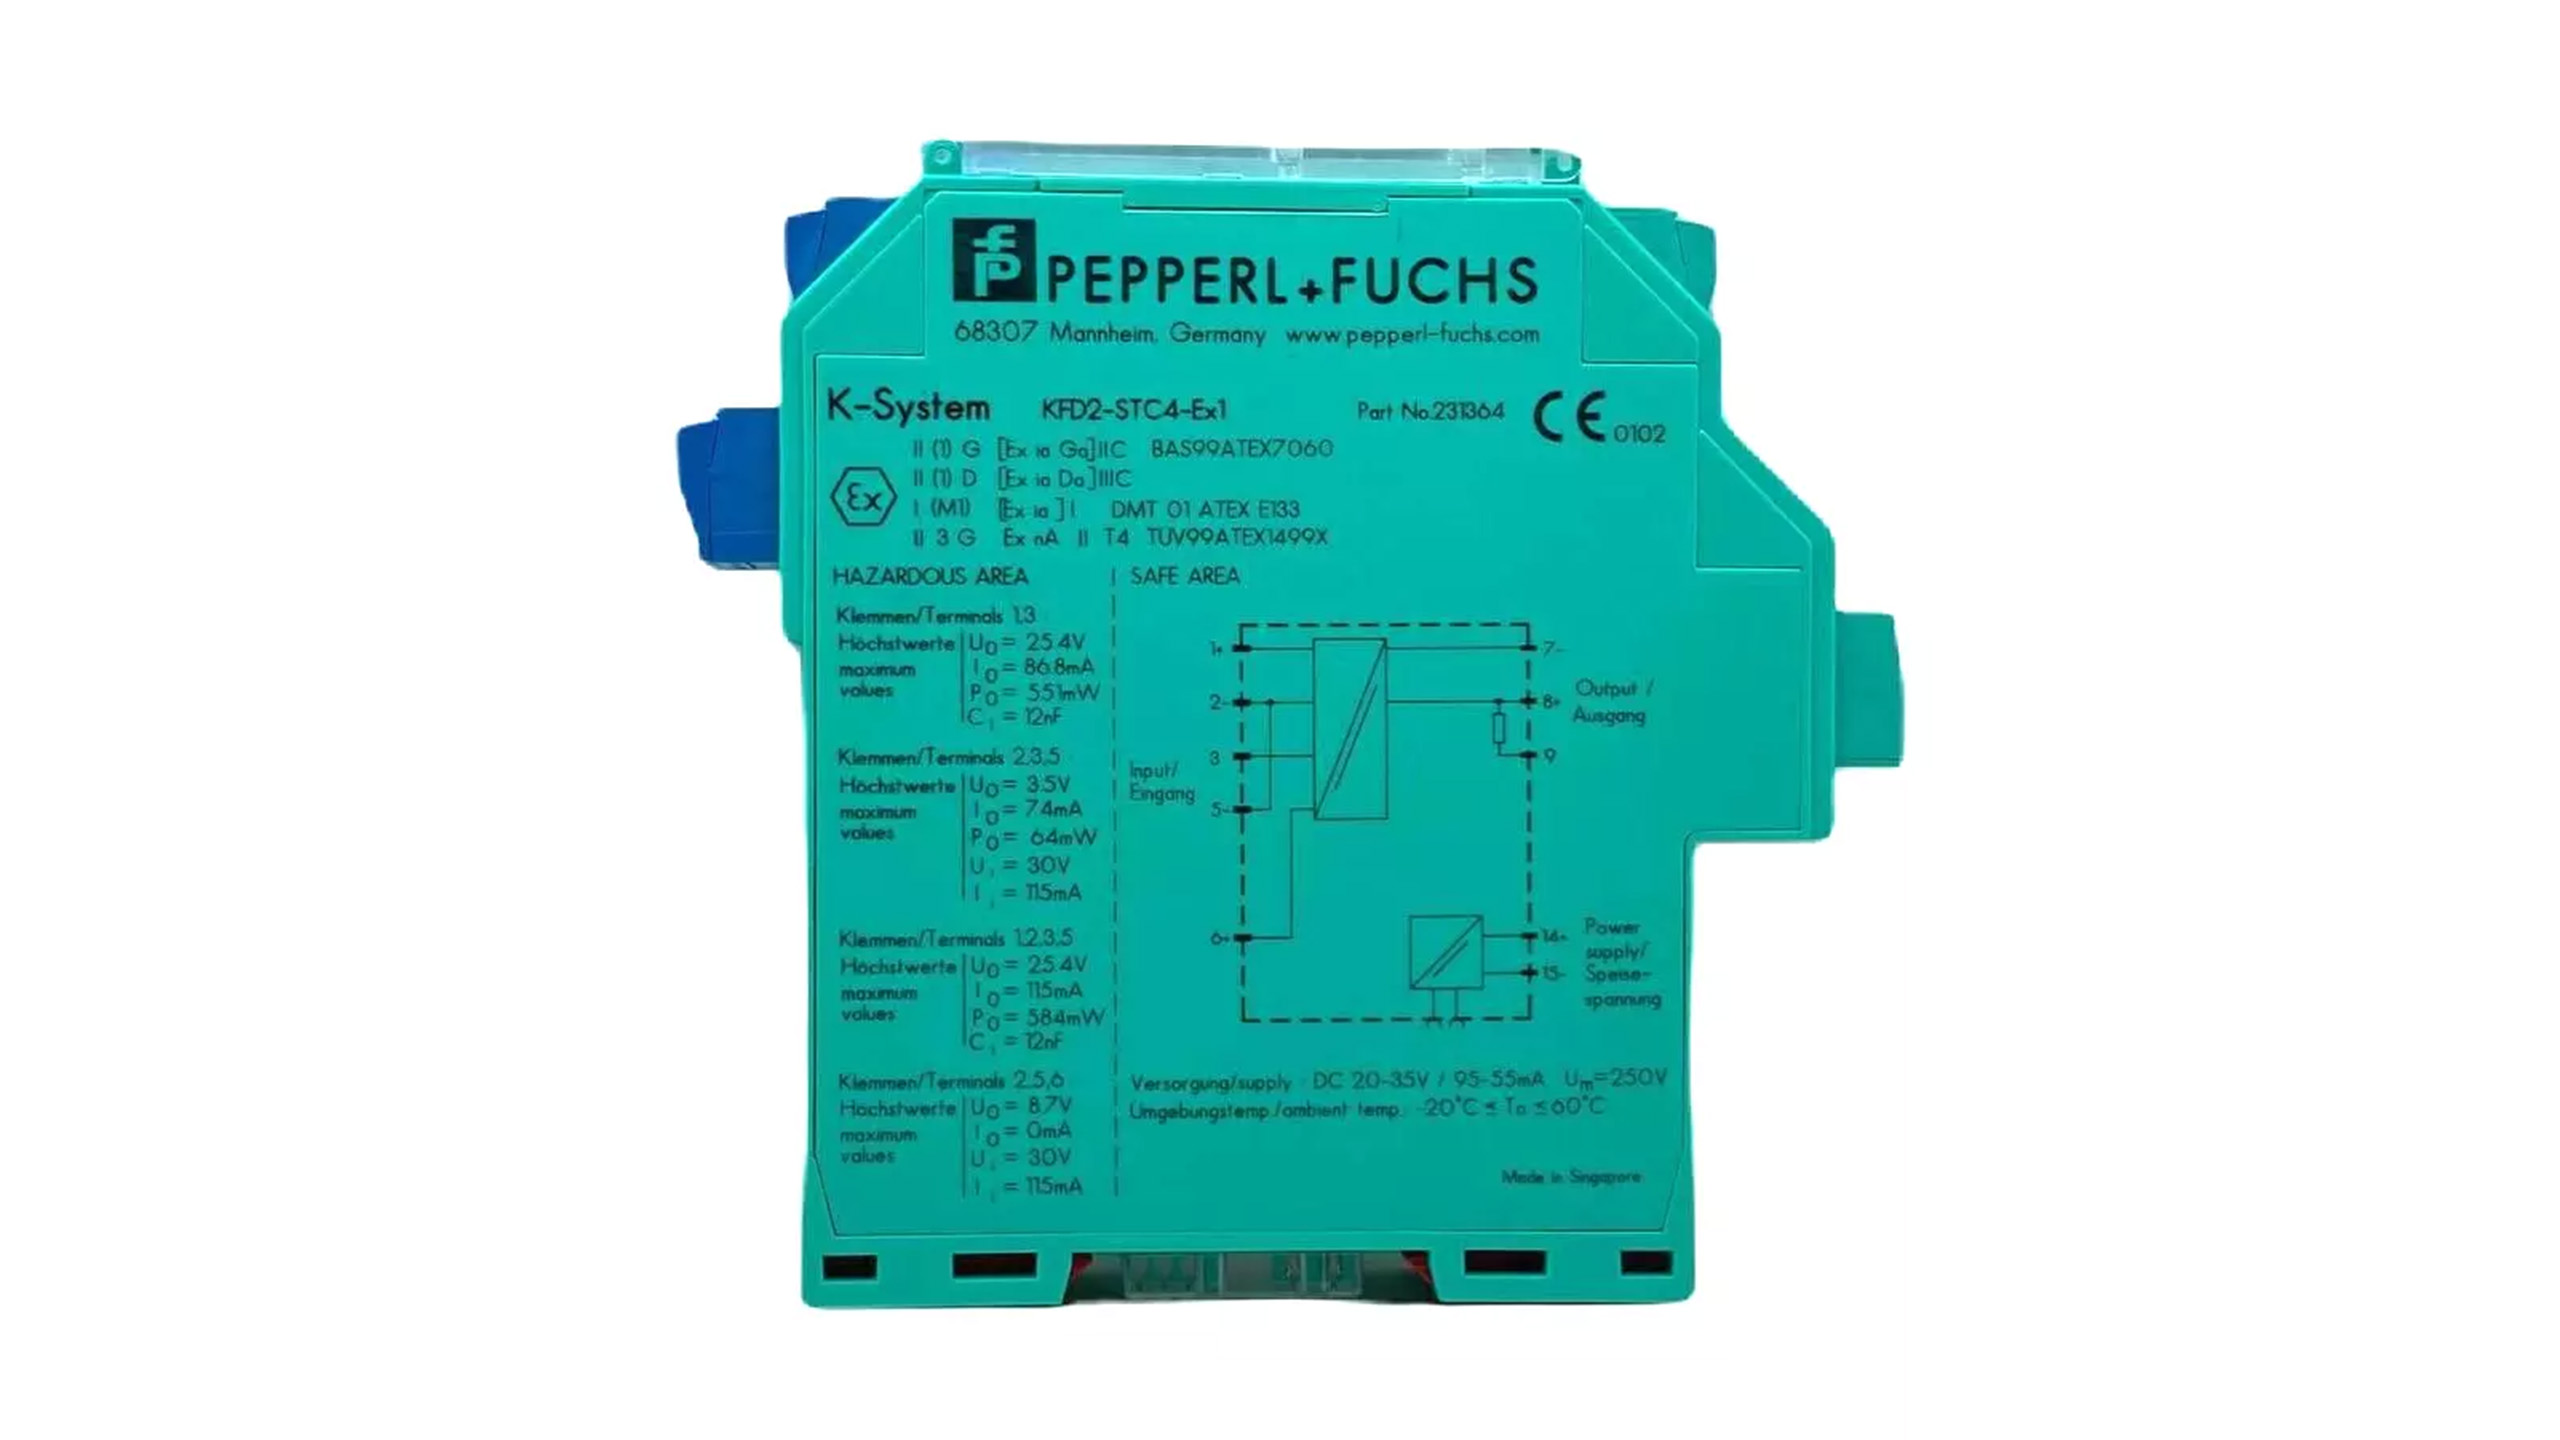 fp PEPPERL+FUCHS
68307 Mannheim, Germany www.pepperl-fuchs.com
K-System KFD2-STC4-Ex1 Part No.231364 CE 0102
II (1) G [Ex ia Ga]IIC BAS99ATEX7060
II (1) D [Ex ia Da]IIIC
Ex
I (M1) [Ex ia ] I DMT 01 ATEX E133
II 3 G Ex nA II T4 TÜV99ATEX1499X
HAZARDOUS AREA
Klemmen/Terminals 1,3
Höchstwerte U0= 25.4V
maximum I0= 86.8mA
values P0= 551mW
Ci = 12nF
Klemmen/Terminals 2,3,5
Höchstwerte U0= 3.5V
maximum I0= 74mA
values P0= 64mW
Ui = 30V
Ii = 115mA
Klemmen/Terminals 1,2,3,5
Höchstwerte U0= 25.4V
maximum I0= 115mA
values P0= 584mW
Ci = 12nF
Klemmen/Terminals 2,5,6
Höchstwerte U0= 8.7V
maximum I0= 0mA
values Ui = 30V
Ii = 115mA
SAFE AREA
1+
2-
3
5-
6+
Input/
Eingang
7-
8+
9
Output /
Ausgang
14+
15-
Power
supply/
Speise-
spannung
Versorgung/supply DC 20-35V / 95-55mA Um=250V
Umgebungstemp./ambient temp. -20°C ≤ Ta ≤ 60°C
Made in Singapore